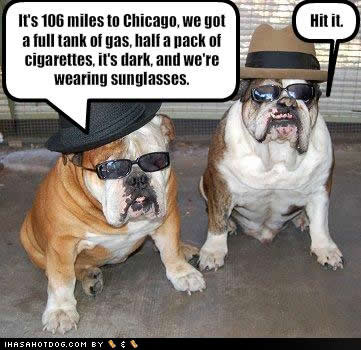 It's 106 miles to Chicago, we got
a full tank of gas, half a pack of
cigarettes, it's dark, and we're
wearing sunglasses.
Hit it.
IHASAHOTDOG.COM BY